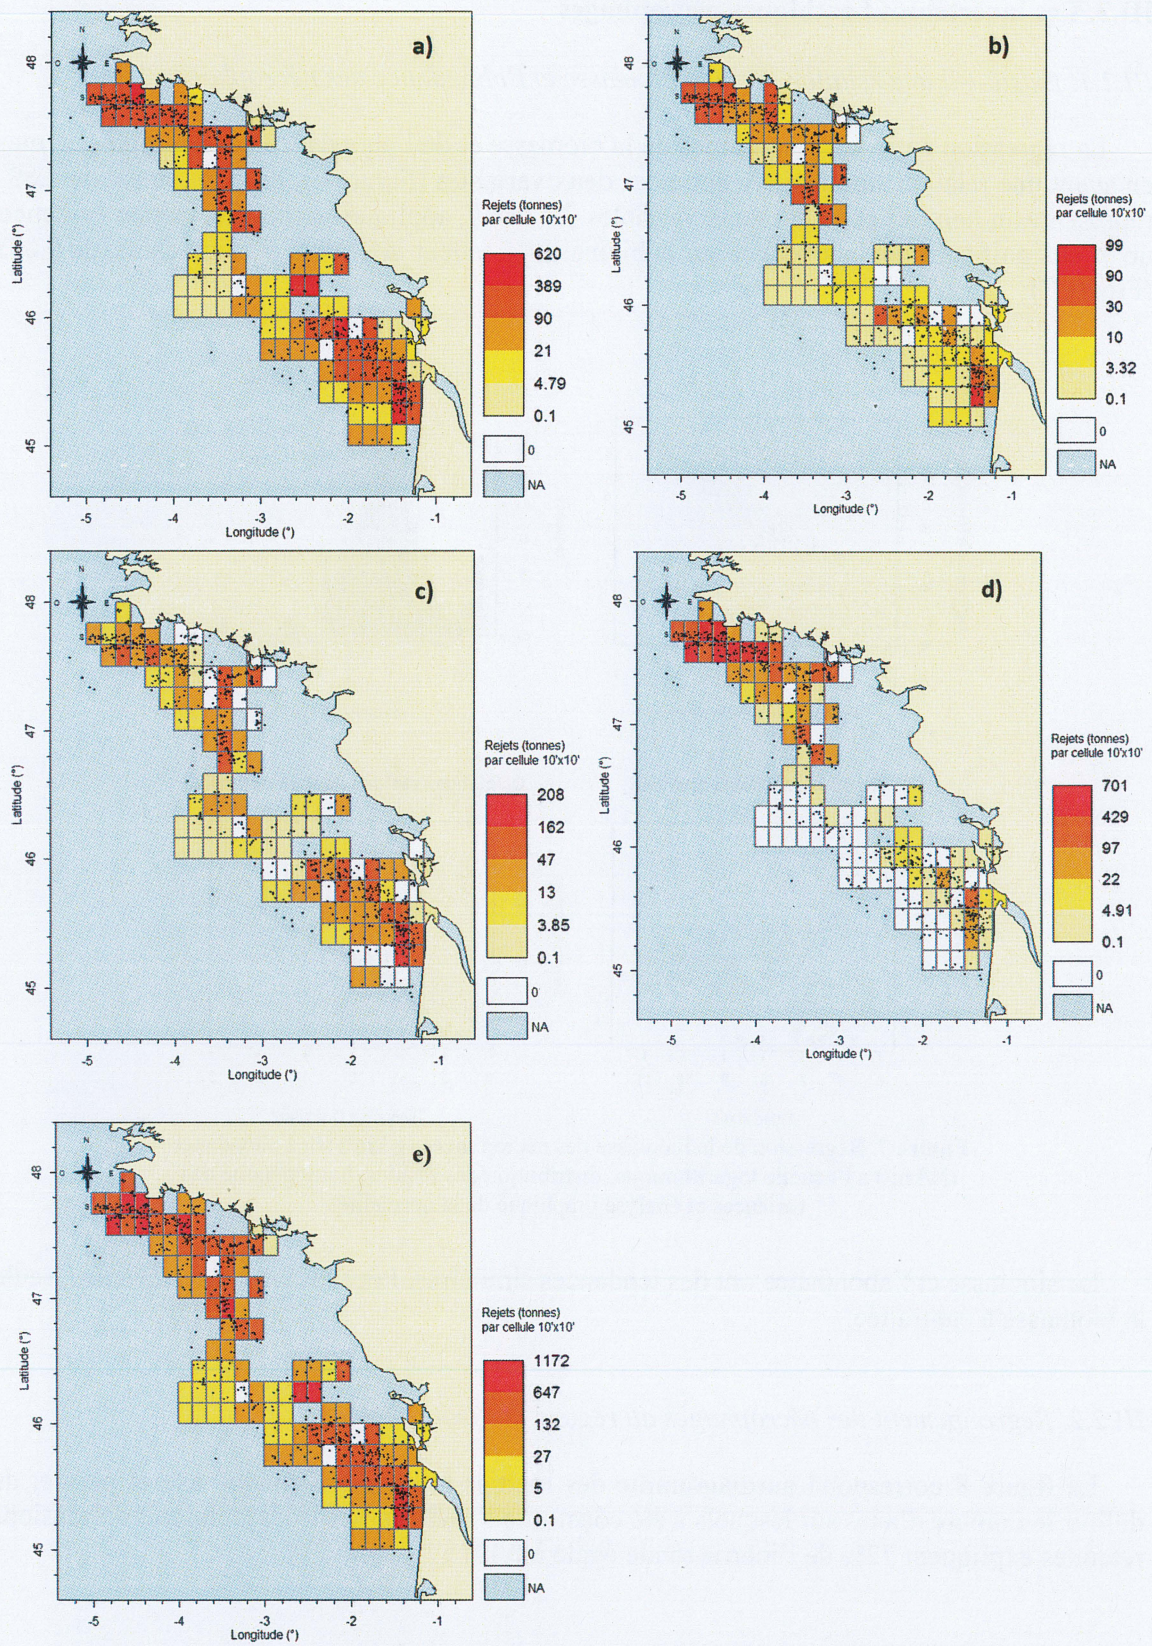 a)
N
O
E
S
48
47
46
45
Latitude (°)
-5
-4
-3
-2
-1
Longitude (°)
Rejets (tonnes)
par cellule 10'x10'
620
389
90
21
4.79
0.1
0
NA
b)
N
O
E
S
48
47
46
45
Latitude (°)
-5
-4
-3
-2
-1
Longitude (°)
Rejets (tonnes)
par cellule 10'x10'
99
90
30
10
3.32
0.1
0
NA
c)
N
O
E
S
48
47
46
45
Latitude (°)
-5
-4
-3
-2
-1
Longitude (°)
Rejets (tonnes)
par cellule 10'x10'
208
162
47
13
3.85
0.1
0
NA
d)
N
O
E
S
48
47
46
45
Latitude (°)
-5
-4
-3
-2
-1
Longitude (°)
Rejets (tonnes)
par cellule 10'x10'
701
429
97
22
4.91
0.1
0
NA
e)
N
O
E
S
48
47
46
45
Latitude (°)
-5
-4
-3
-2
-1
Longitude (°)
Rejets (tonnes)
par cellule 10'x10'
1172
647
132
27
5
0.1
0
NA